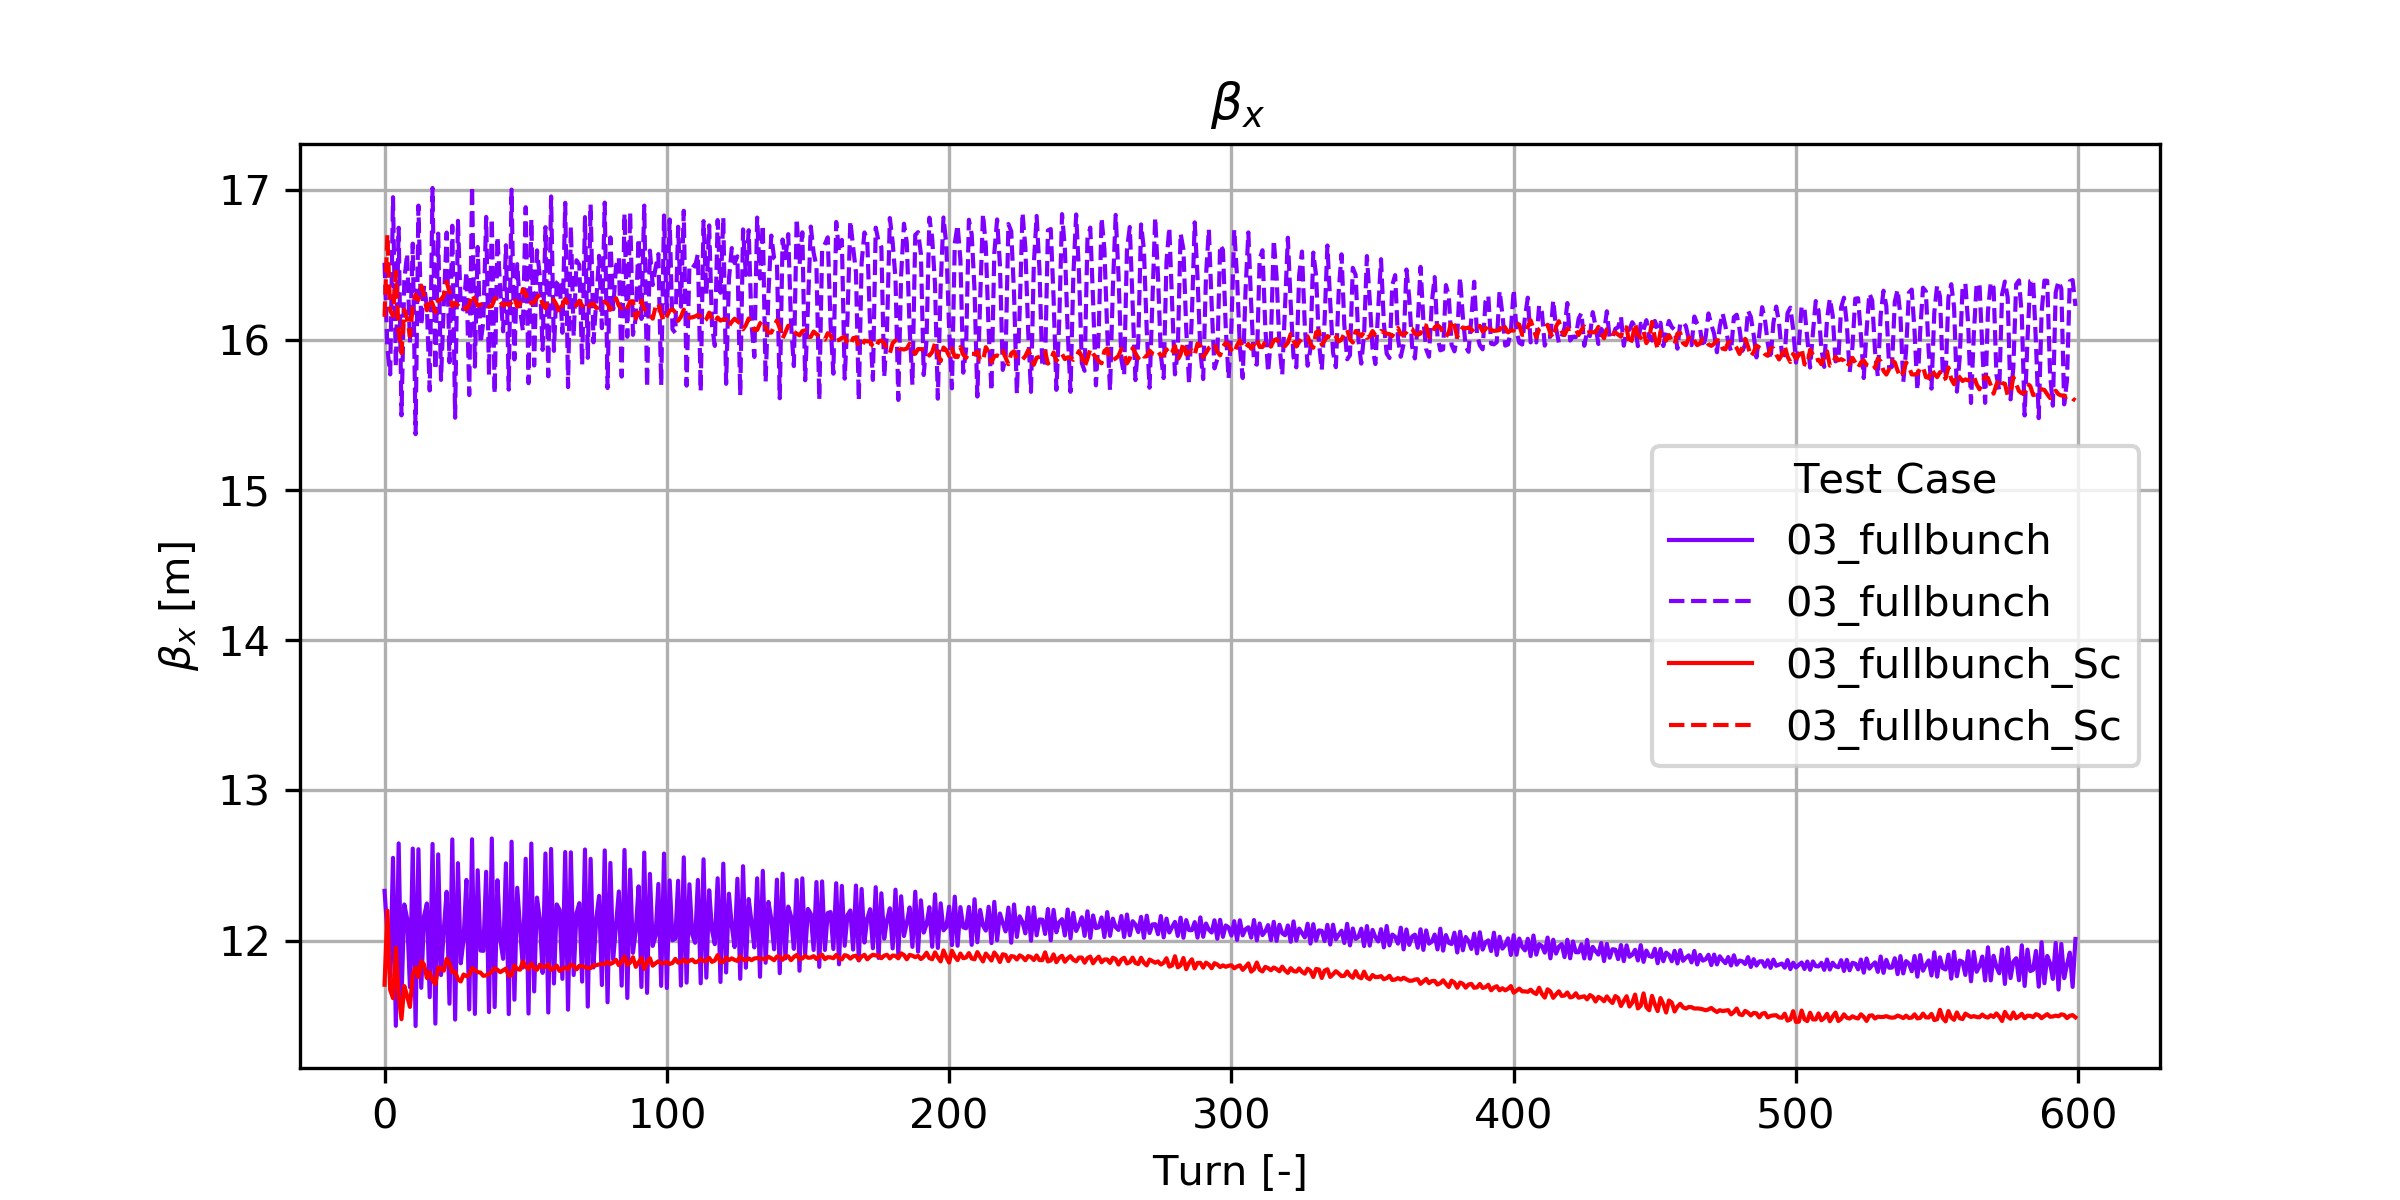 βx
17
16
15
14
13
12
βx [m]
Test Case
03_fullbunch
03_fullbunch
03_fullbunch_Sc
03_fullbunch_Sc
0 100 200 300 400 500 600
Turn [-]